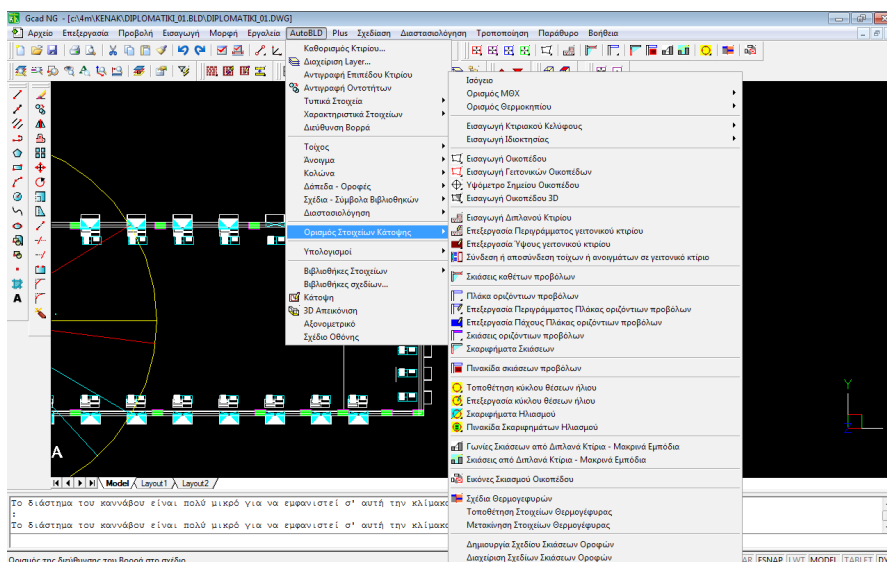 Gcad NG - [c:\4m\KENAK\DIPLOMATIKI_01.BLD\DIPLOMATIKI_01.DWG]
Αρχείο Επεξεργασία Προβολή Εισαγωγή Μορφή Εργαλεία AutoBLD Plus Σχεδίαση Διαστασιολόγηση Τροποποίηση Παράθυρο Βοήθεια
Καθορισμός Κτιρίου...
Διαχείριση Layer...
Αντιγραφή Επιπέδου Κτιρίου
Αντιγραφή Οντοτήτων
Τυπικά Στοιχεία
Χαρακτηριστικά Στοιχείων
Διεύθυνση Βορρά
Τοίχος
Άνοιγμα
Κολώνα
Δάπεδα - Οροφές
Σχέδια - Σύμβολα Βιβλιοθηκών
Διαστασιολόγηση
Ορισμός Στοιχείων Κάτοψης
Υπολογισμοί
Βιβλιοθήκες Στοιχείων
Βιβλιοθήκες σχεδίων...
Κάτοψη
3D Απεικόνιση
Αξονομετρικό
Σχέδιο Οθόνης
Ισόγειο
Ορισμός ΜΘΧ
Ορισμός Θερμοκηπίου
Εισαγωγή Κτιριακού Κελύφους
Εισαγωγή Ιδιοκτησίας
Εισαγωγή Οικοπέδου
Εισαγωγή Γειτονικών Οικοπέδων
Υψόμετρο Σημείου Οικοπέδου
Εισαγωγή Οικοπέδου 3D
Εισαγωγή Διπλανού Κτιρίου
Επεξεργασία Περιγράμματος γειτονικού κτιρίου
Επεξεργασία Ύψους γειτονικού κτιρίου
Σύνδεση ή αποσύνδεση τοίχων ή ανοιγμάτων σε γειτονικό κτίριο
Σκιάσεις καθέτων προβόλων
Πλάκα οριζόντιων προβόλων
Επεξεργασία Περιγράμματος Πλάκας οριζόντιων προβόλων
Επεξεργασία Πάχους Πλάκας οριζόντιων προβόλων
Σκιάσεις οριζόντιων προβόλων
Σκαριφήματα Σκιάσεων
Πινακίδα σκιάσεων προβόλων
Τοποθέτηση κύκλου θέσεων ήλιου
Επεξεργασία κύκλου θέσεων ήλιου
Σκαριφήματα Ηλιασμού
Πινακίδα Σκαριφημάτων Ηλιασμού
Γωνίες Σκιάσεων από Διπλανά Κτίρια - Μακρινά Εμπόδια
Σκιάσεις από Διπλανά Κτίρια - Μακρινά Εμπόδια
Εικόνες Σκιασμού Οικοπέδου
Σχέδια Θερμογεφυρών
Τοποθέτηση Στοιχείων Θερμογέφυρας
Μετακίνηση Στοιχείων Θερμογέφυρας
Δημιουργία Σχεδίου Σκιάσεων Οροφών
Διαχείριση Σχεδίων Σκιάσεων Οροφών
A
Y
A
Model Layout1 Layout2
Το διάστημα του καννάβου είναι πολύ μικρό για να εμφανιστεί σ' αυτή την κλίμακα
:
Το διάστημα του καννάβου είναι πολύ μικρό για να εμφανιστεί σ' αυτή την κλίμακα
Ορισμός της διεύθυνσης του Βορρά στο σχέδιο
ESNAP LWT MODEL TABLET